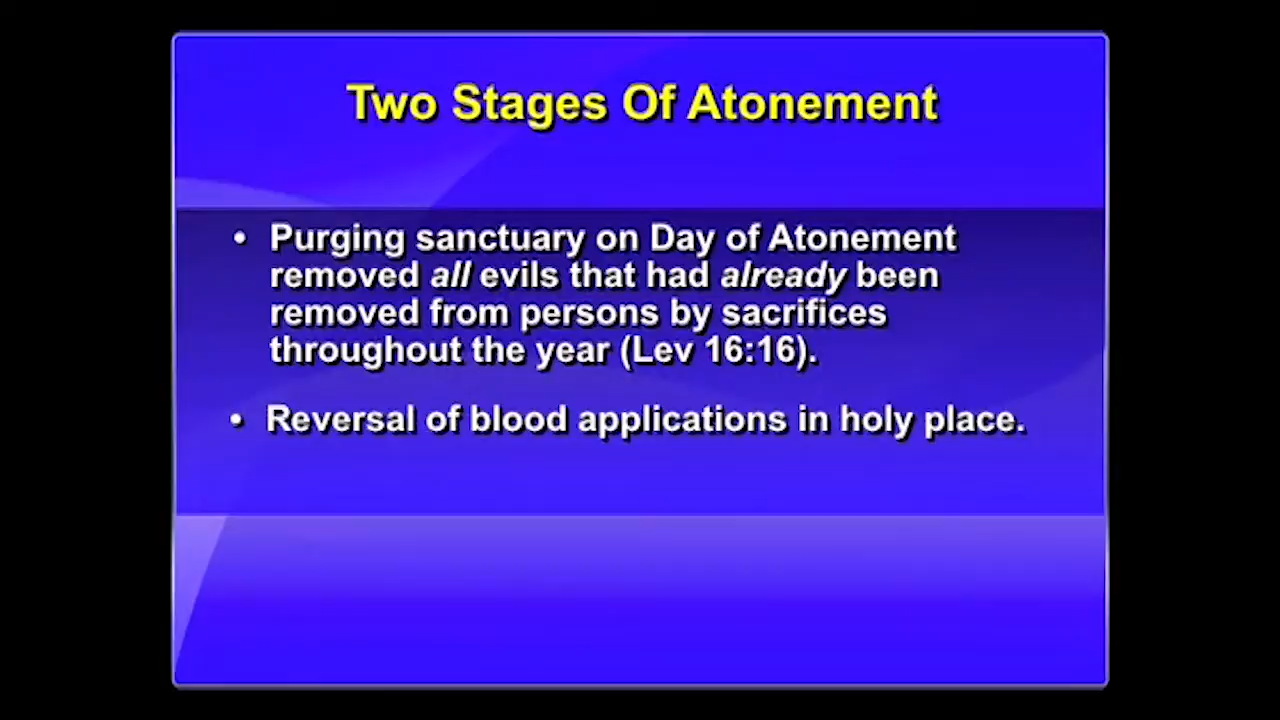 Two Stages Of Atonement
• Purging sanctuary on Day of Atonement
removed all evils that had already been
removed from persons by sacrifices
throughout the year (Lev 16:16).
• Reversal of blood applications in holy place.